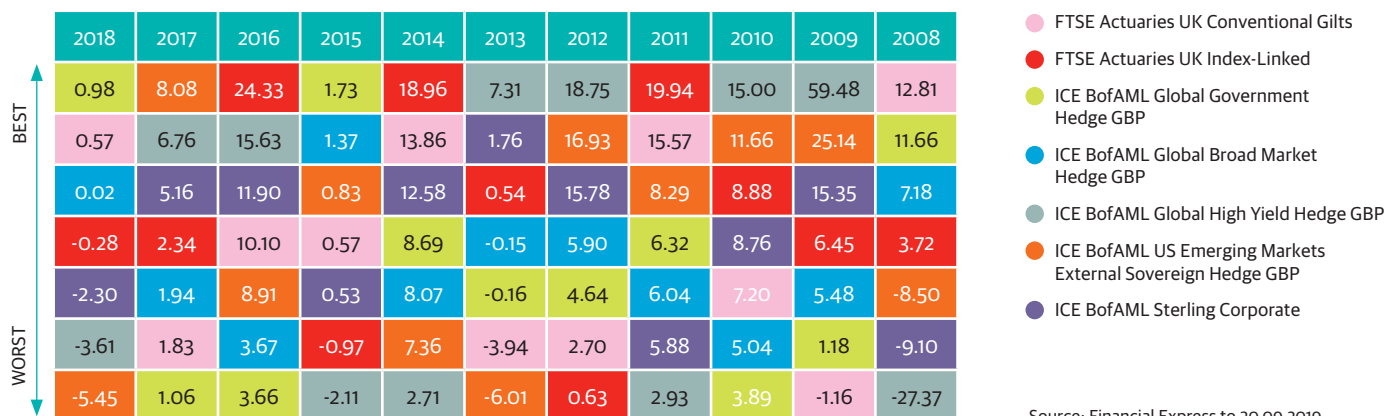 2018 2017 2016 2015 2014 2013 2012 2011 2010 2009 2008
BEST
0.98 8.08 24.33 1.73 18.96 7.31 18.75 19.94 15.00 59.48 12.81
0.57 6.76 15.63 1.37 13.86 1.76 16.93 15.57 11.66 25.14 11.66
0.02 5.16 11.90 0.83 12.58 0.54 15.78 8.29 8.88 15.35 7.18
-0.28 2.34 10.10 0.57 8.69 -0.15 5.90 6.32 8.76 6.45 3.72
-2.30 1.94 8.91 0.53 8.07 -0.16 4.64 6.04 7.20 5.48 -8.50
-3.61 1.83 3.67 -0.97 7.36 -3.94 2.70 5.88 5.04 1.18 -9.10
-5.45 1.06 3.66 -2.11 2.71 -6.01 0.63 2.93 3.89 -1.16 -27.37
WORST
FTSE Actuaries UK Conventional Gilts
FTSE Actuaries UK Index-Linked
ICE BofAML Global Government
Hedge GBP
ICE BofAML Global Broad Market
Hedge GBP
ICE BofAML Global High Yield Hedge GBP
ICE BofAML US Emerging Markets
External Sovereign Hedge GBP
ICE BofAML Sterling Corporate
Source: Financial Express to